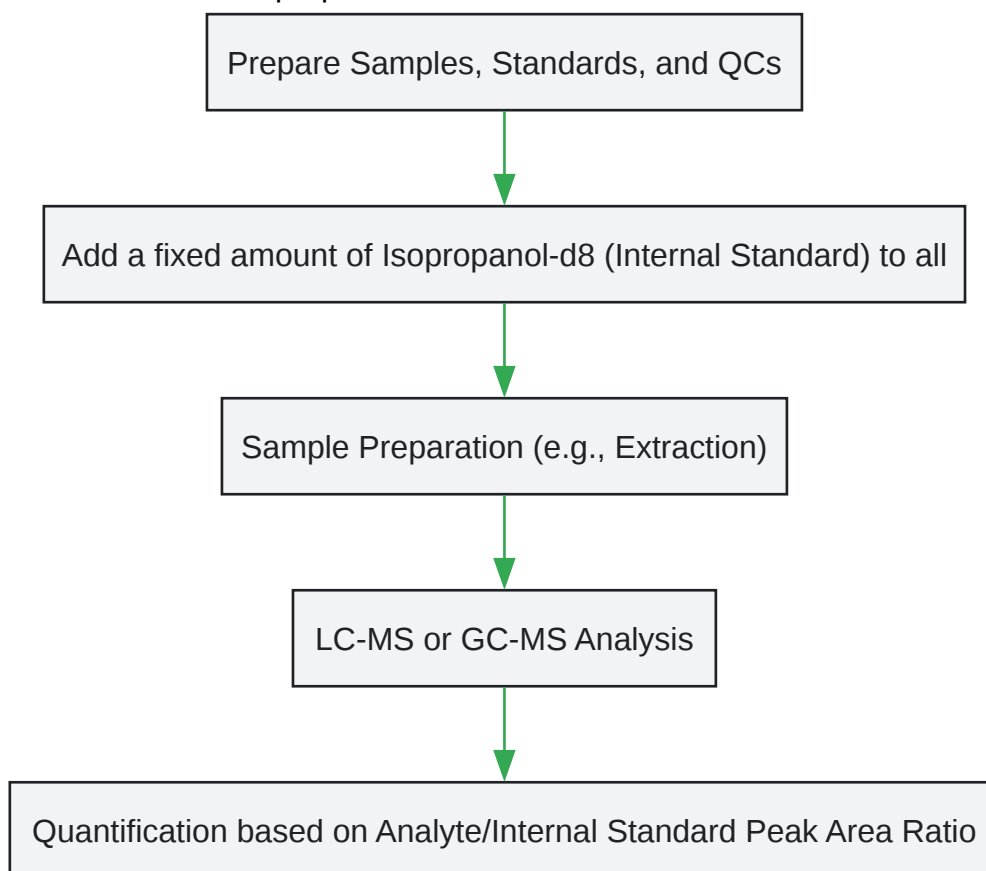 Prepare Samples, Standards, and QCs
Add a fixed amount of Isopropanol-d8 (Internal Standard) to all
Sample Preparation (e.g., Extraction)
LC-MS or GC-MS Analysis
Quantification based on Analyte/Internal Standard Peak Area Ratio